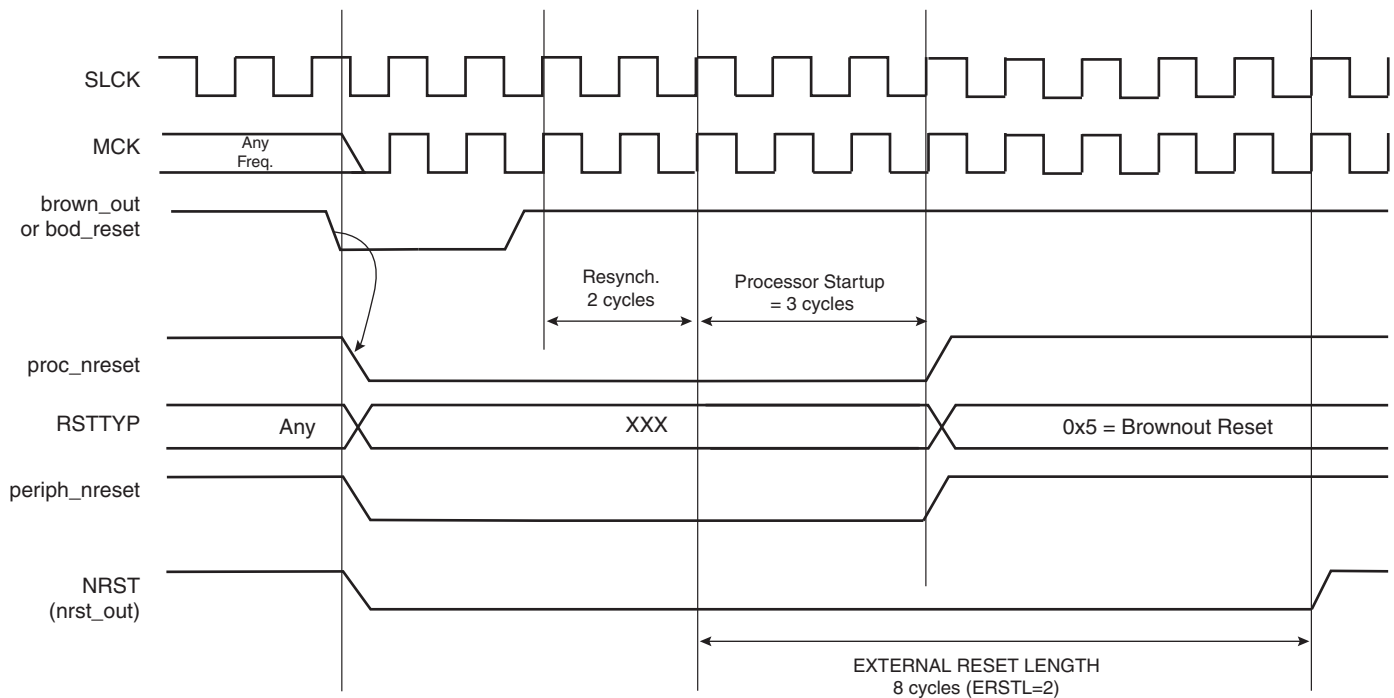 SLCK
MCK
Any
Freq.
brown_out
or bod_reset
Resynch.
2 cycles
Processor Startup
= 3 cycles
proc_nreset
RSTTYP
Any
XXX
0x5 = Brownout Reset
periph_nreset
NRST
(nrst_out)
EXTERNAL RESET LENGTH
8 cycles (ERSTL=2)